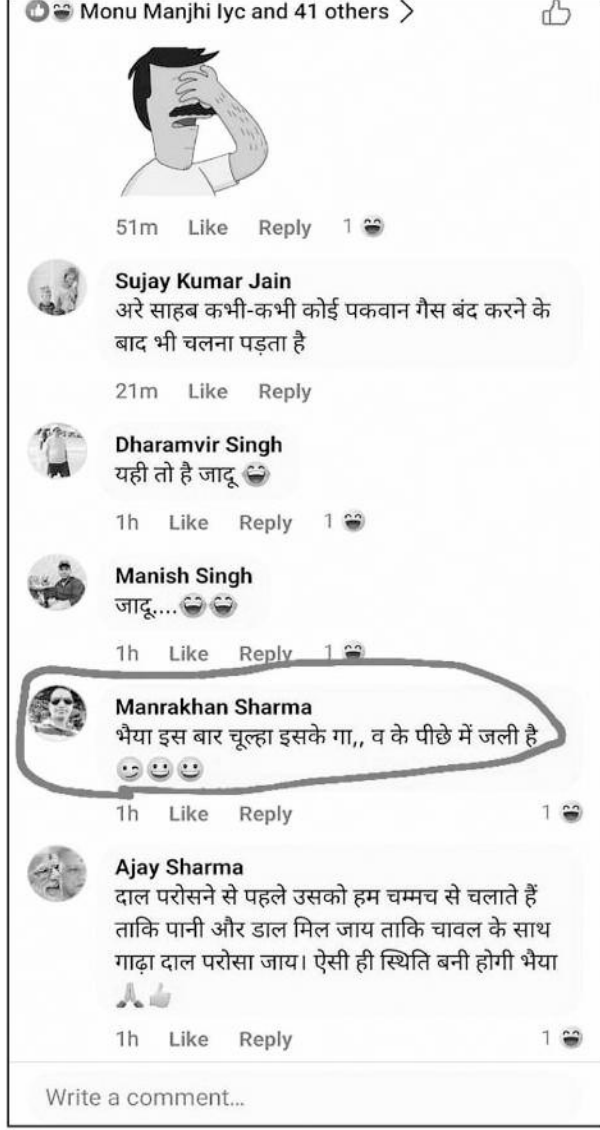 Monu Manjhi lyc and 41 others >
51m Like Reply 1
Sujay Kumar Jain
अरे साहब कभी-कभी कोई पकवान गैस बंद करने के
बाद भी चलना पड़ता है
21m Like Reply
Dharamvir Singh
यही तो है जादू 😂
1h Like Reply 1
Manish Singh
जादू....😂😂
1h Like Reply 1
Manrakhan Sharma
भैया इस बार चूल्हा इसके गा,, व के पीछे में जली है
😉😀😀
1h Like Reply 1
Ajay Sharma
दाल परोसने से पहले उसको हम चम्मच से चलाते हैं
ताकि पानी और डाल मिल जाय ताकि चावल के साथ
गाढ़ा दाल परोसा जाय। ऐसी ही स्थिति बनी होगी भैया
🙏👍
1h Like Reply 1
Write a comment...